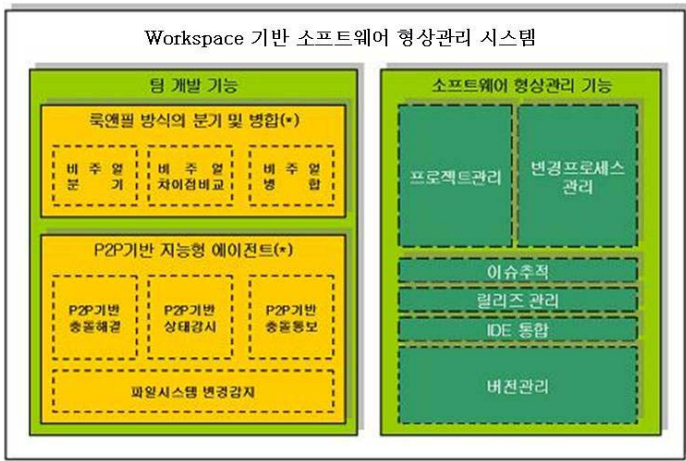 Workspace 기반 소프트웨어 형상관리 시스템
팀 개발 기능
룩앤필 방식의 분기 및 병합(*)
비 주 얼
분 기
비 주 얼
차이점비교
비 주 얼
병 합
P2P기반 지능형 에이전트(*)
P2P기반
충돌해결
P2P기반
상태감시
P2P기반
충돌통보
파일시스템 변경감지
소프트웨어 형상관리 기능
프로젝트관리
변경프로세스
관리
이슈추적
릴리즈 관리
IDE 통합
버전관리